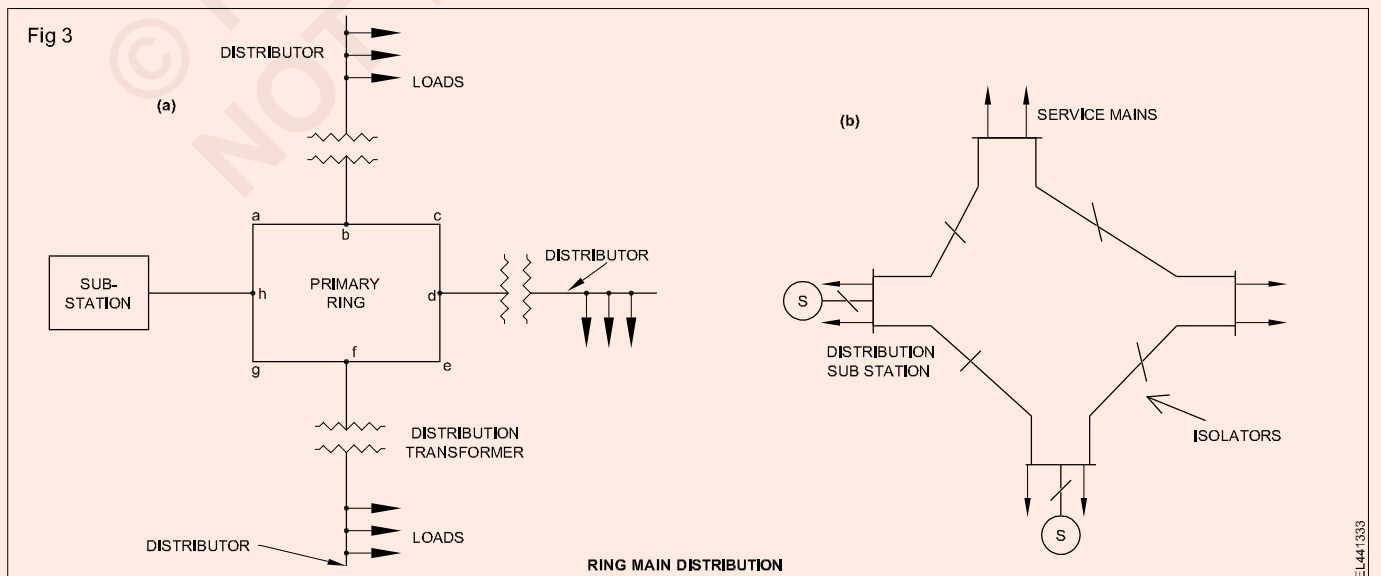 Fig 3
DISTRIBUTOR
LOADS
(a)
a
b
c
SUB-
STATION
h
PRIMARY
RING
d
DISTRIBUTOR
g
f
e
DISTRIBUTION
TRANSFORMER
LOADS
DISTRIBUTOR
(b)
SERVICE MAINS
S
DISTRIBUTION
SUB STATION
ISOLATORS
S
RING MAIN DISTRIBUTION
EL441333
©
NOT